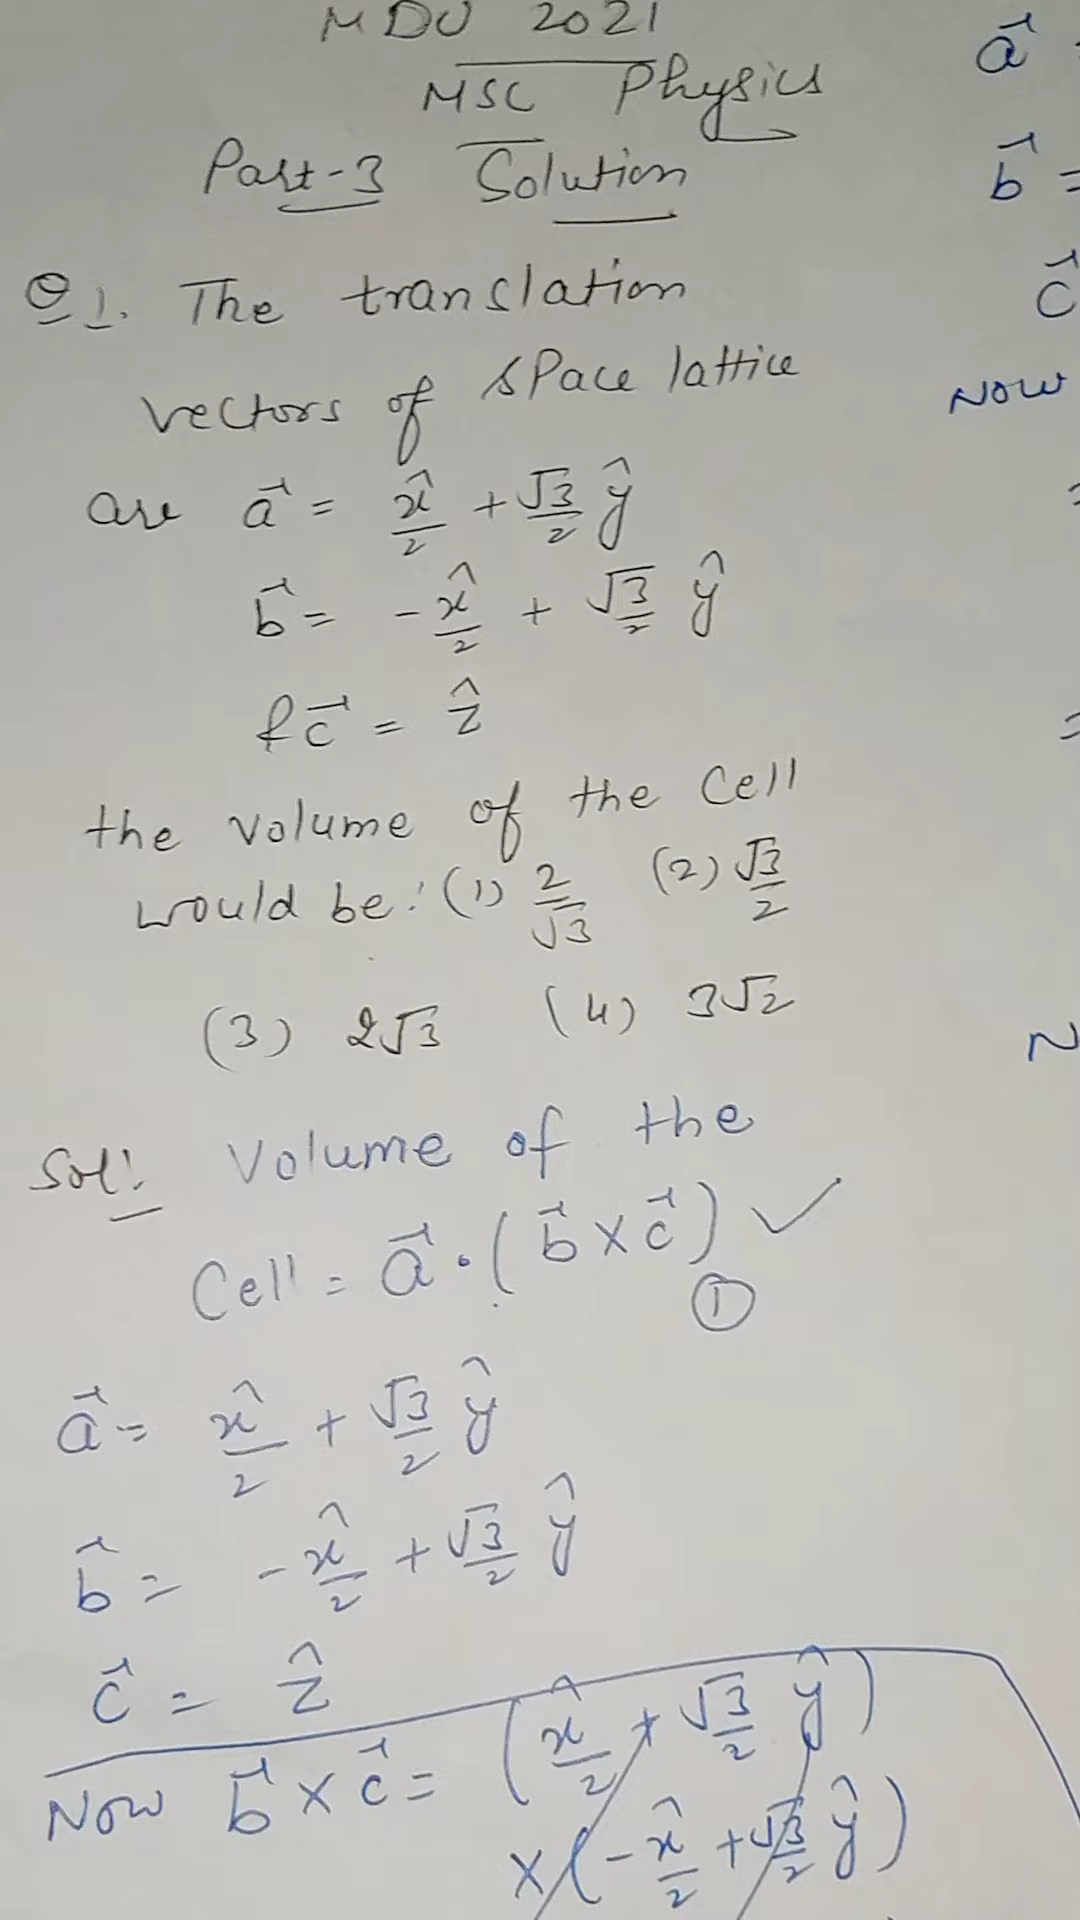 MDU 2021
MSC Physics
Part-3 Solution
Q1. The translation
vectors of space lattice
are a⃗ = x̂/2 + √3/2 ŷ
b⃗ = -x̂/2 + √3/2 ŷ
& c⃗ = ẑ
the volume of the cell
would be: (1) 2/√3 (2) √3/2
(3) 2√3 (4) 3√2
Sol: Volume of the
Cell = a⃗ · (b⃗ × c⃗) ✓
①
a⃗ = x̂/2 + √3/2 ŷ
b⃗ = -x̂/2 + √3/2 ŷ
c⃗ = ẑ
Now b⃗ × c⃗ = (x̂/2 + √3/2 ŷ)
× (-x̂/2 + √3/2 ŷ)
a⃗
b⃗ =
c⃗
NOW
=
=
N